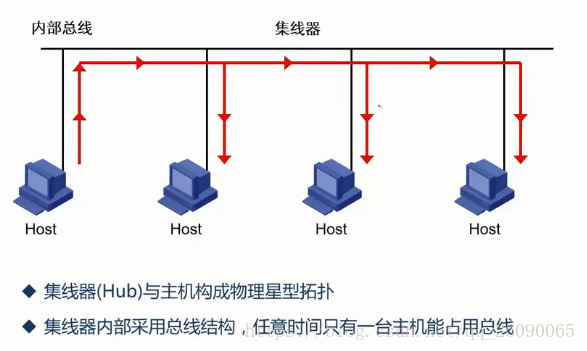 内部总线 集线器
Host Host Host Host
◆ 集线器(Hub)与主机构成物理星型拓扑
◆ 集线器内部采用总线结构，任意时间只有一台主机能占用总线
https://blog.csdn.net/qq_26090065